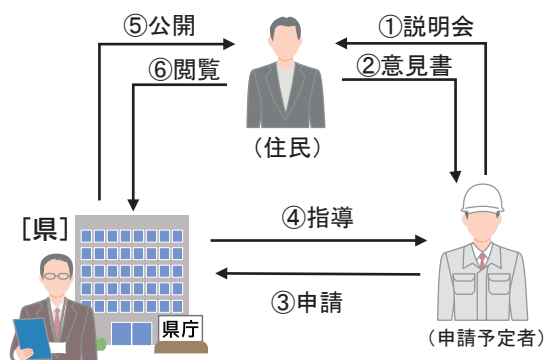 ⑤公開
①説明会
⑥閲覧
②意見書
(住民)
[県]
④指導
③申請
県庁
(申請予定者)